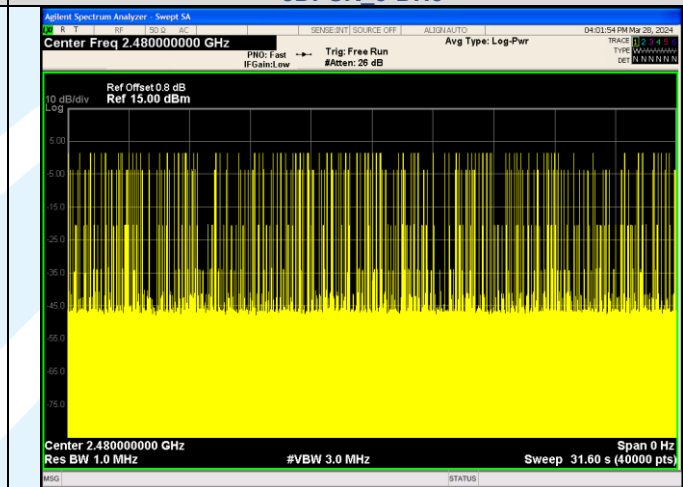 Agilent Spectrum Analyzer - Swept SA
R T RF 50 Ω AC SENSE:INT SOURCE OFF ALIGN AUTO 04:01:54 PM Mar 28, 2024
Center Freq 2.480000000 GHz
PNO: Fast
IFGain:Low
Trig: Free Run
#Atten: 26 dB
Avg Type: Log-Pwr
TRACE 1 2 3 4 5 6
TYPE
DET N N N N N N
Ref Offset 0.8 dB
10 dB/div Ref 15.00 dBm
Log
5.00
-5.00
-15.0
-25.0
-35.0
-45.0
-55.0
-65.0
-75.0
Center 2.480000000 GHz Span 0 Hz
Res BW 1.0 MHz #VBW 3.0 MHz Sweep 31.60 s (40000 pts)
MSG STATUS